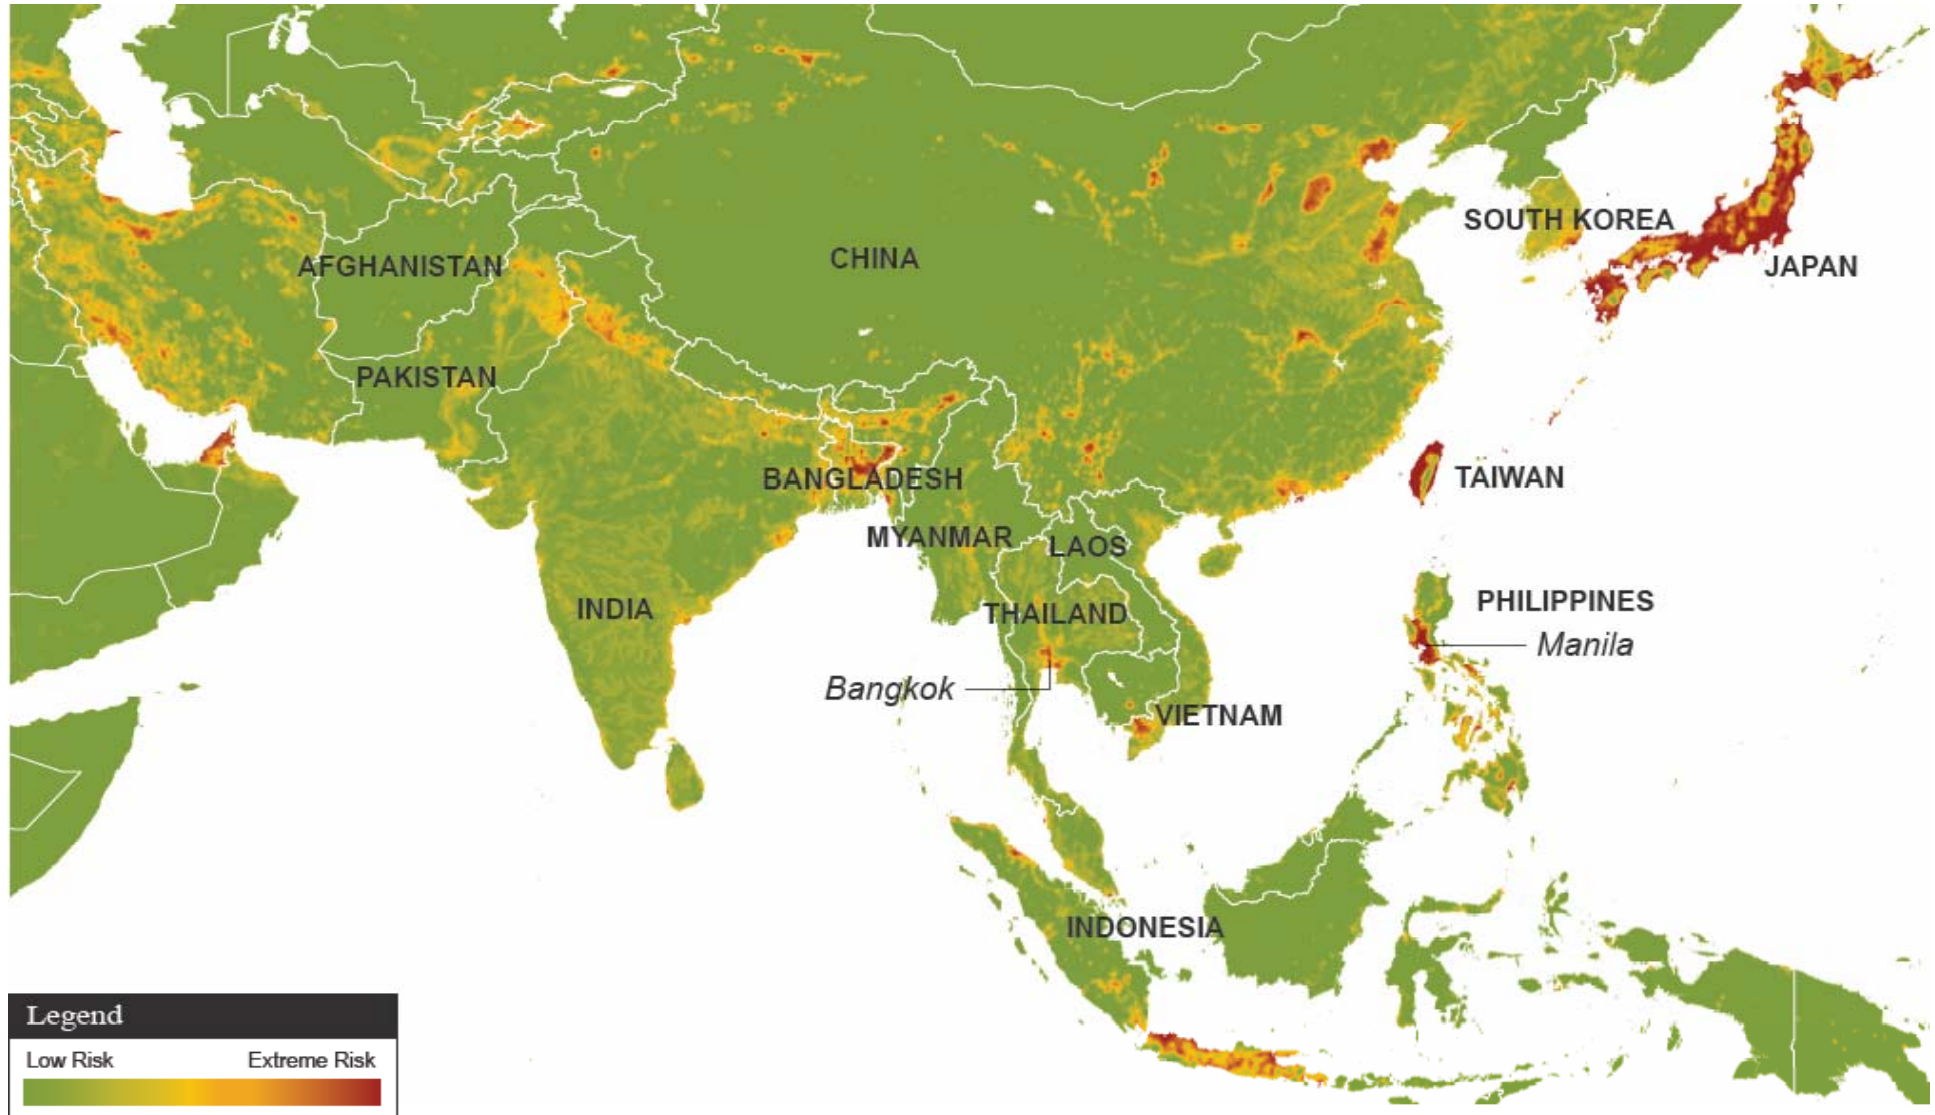 SOUTH KOREA
AFGHANISTAN
CHINA
JAPAN
PAKISTAN
BANGLADESH
TAIWAN
MYANMAR
LAOS
INDIA
THAILAND
PHILIPPINES
Manila
Bangkok
VIETNAM
INDONESIA
Legend
Low Risk Extreme Risk